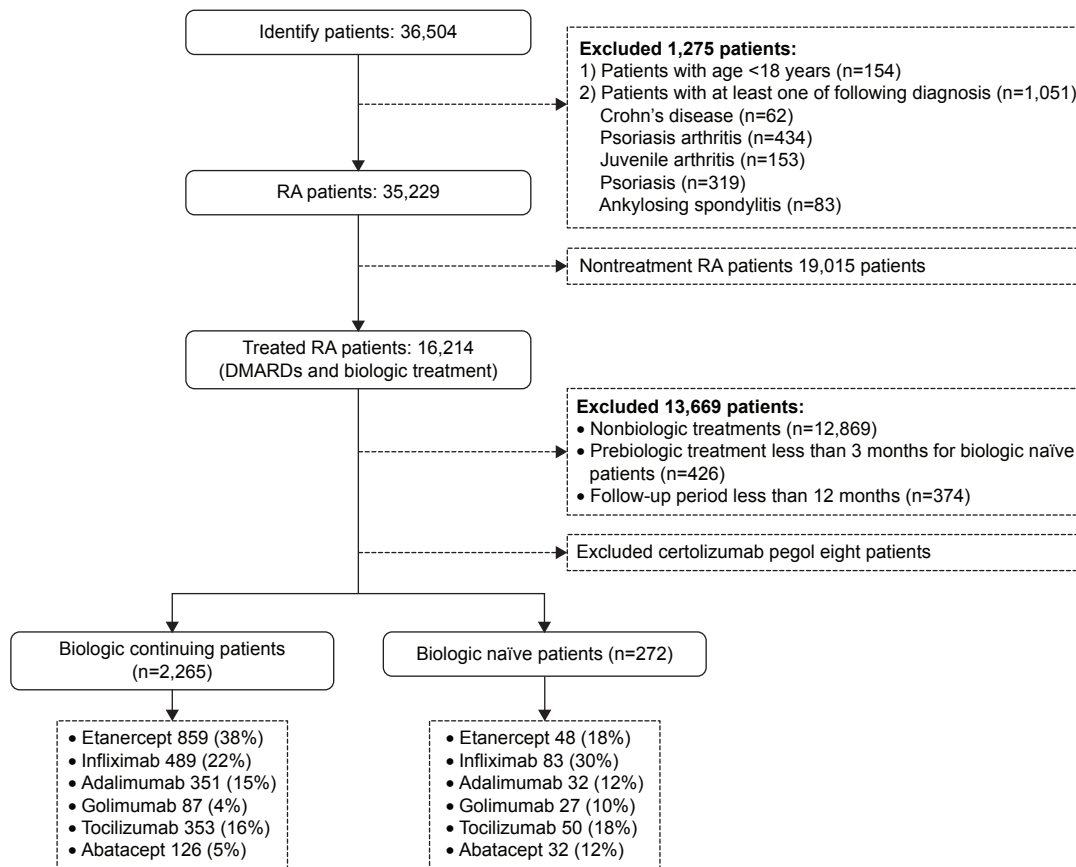 Identify patients: 36,504
Excluded 1,275 patients:
1) Patients with age <18 years (n=154)
2) Patients with at least one of following diagnosis (n=1,051)
Crohn's disease (n=62)
Psoriasis arthritis (n=434)
Juvenile arthritis (n=153)
Psoriasis (n=319)
Ankylosing spondylitis (n=83)
RA patients: 35,229
Nontreatment RA patients 19,015 patients
Treated RA patients: 16,214
(DMARDs and biologic treatment)
Excluded 13,669 patients:
• Nonbiologic treatments (n=12,869)
• Prebiologic treatment less than 3 months for biologic naïve
patients (n=426)
• Follow-up period less than 12 months (n=374)
Excluded certolizumab pegol eight patients
Biologic continuing patients
(n=2,265)
Biologic naïve patients (n=272)
• Etanercept 859 (38%)
• Infliximab 489 (22%)
• Adalimumab 351 (15%)
• Golimumab 87 (4%)
• Tocilizumab 353 (16%)
• Abatacept 126 (5%)
• Etanercept 48 (18%)
• Infliximab 83 (30%)
• Adalimumab 32 (12%)
• Golimumab 27 (10%)
• Tocilizumab 50 (18%)
• Abatacept 32 (12%)